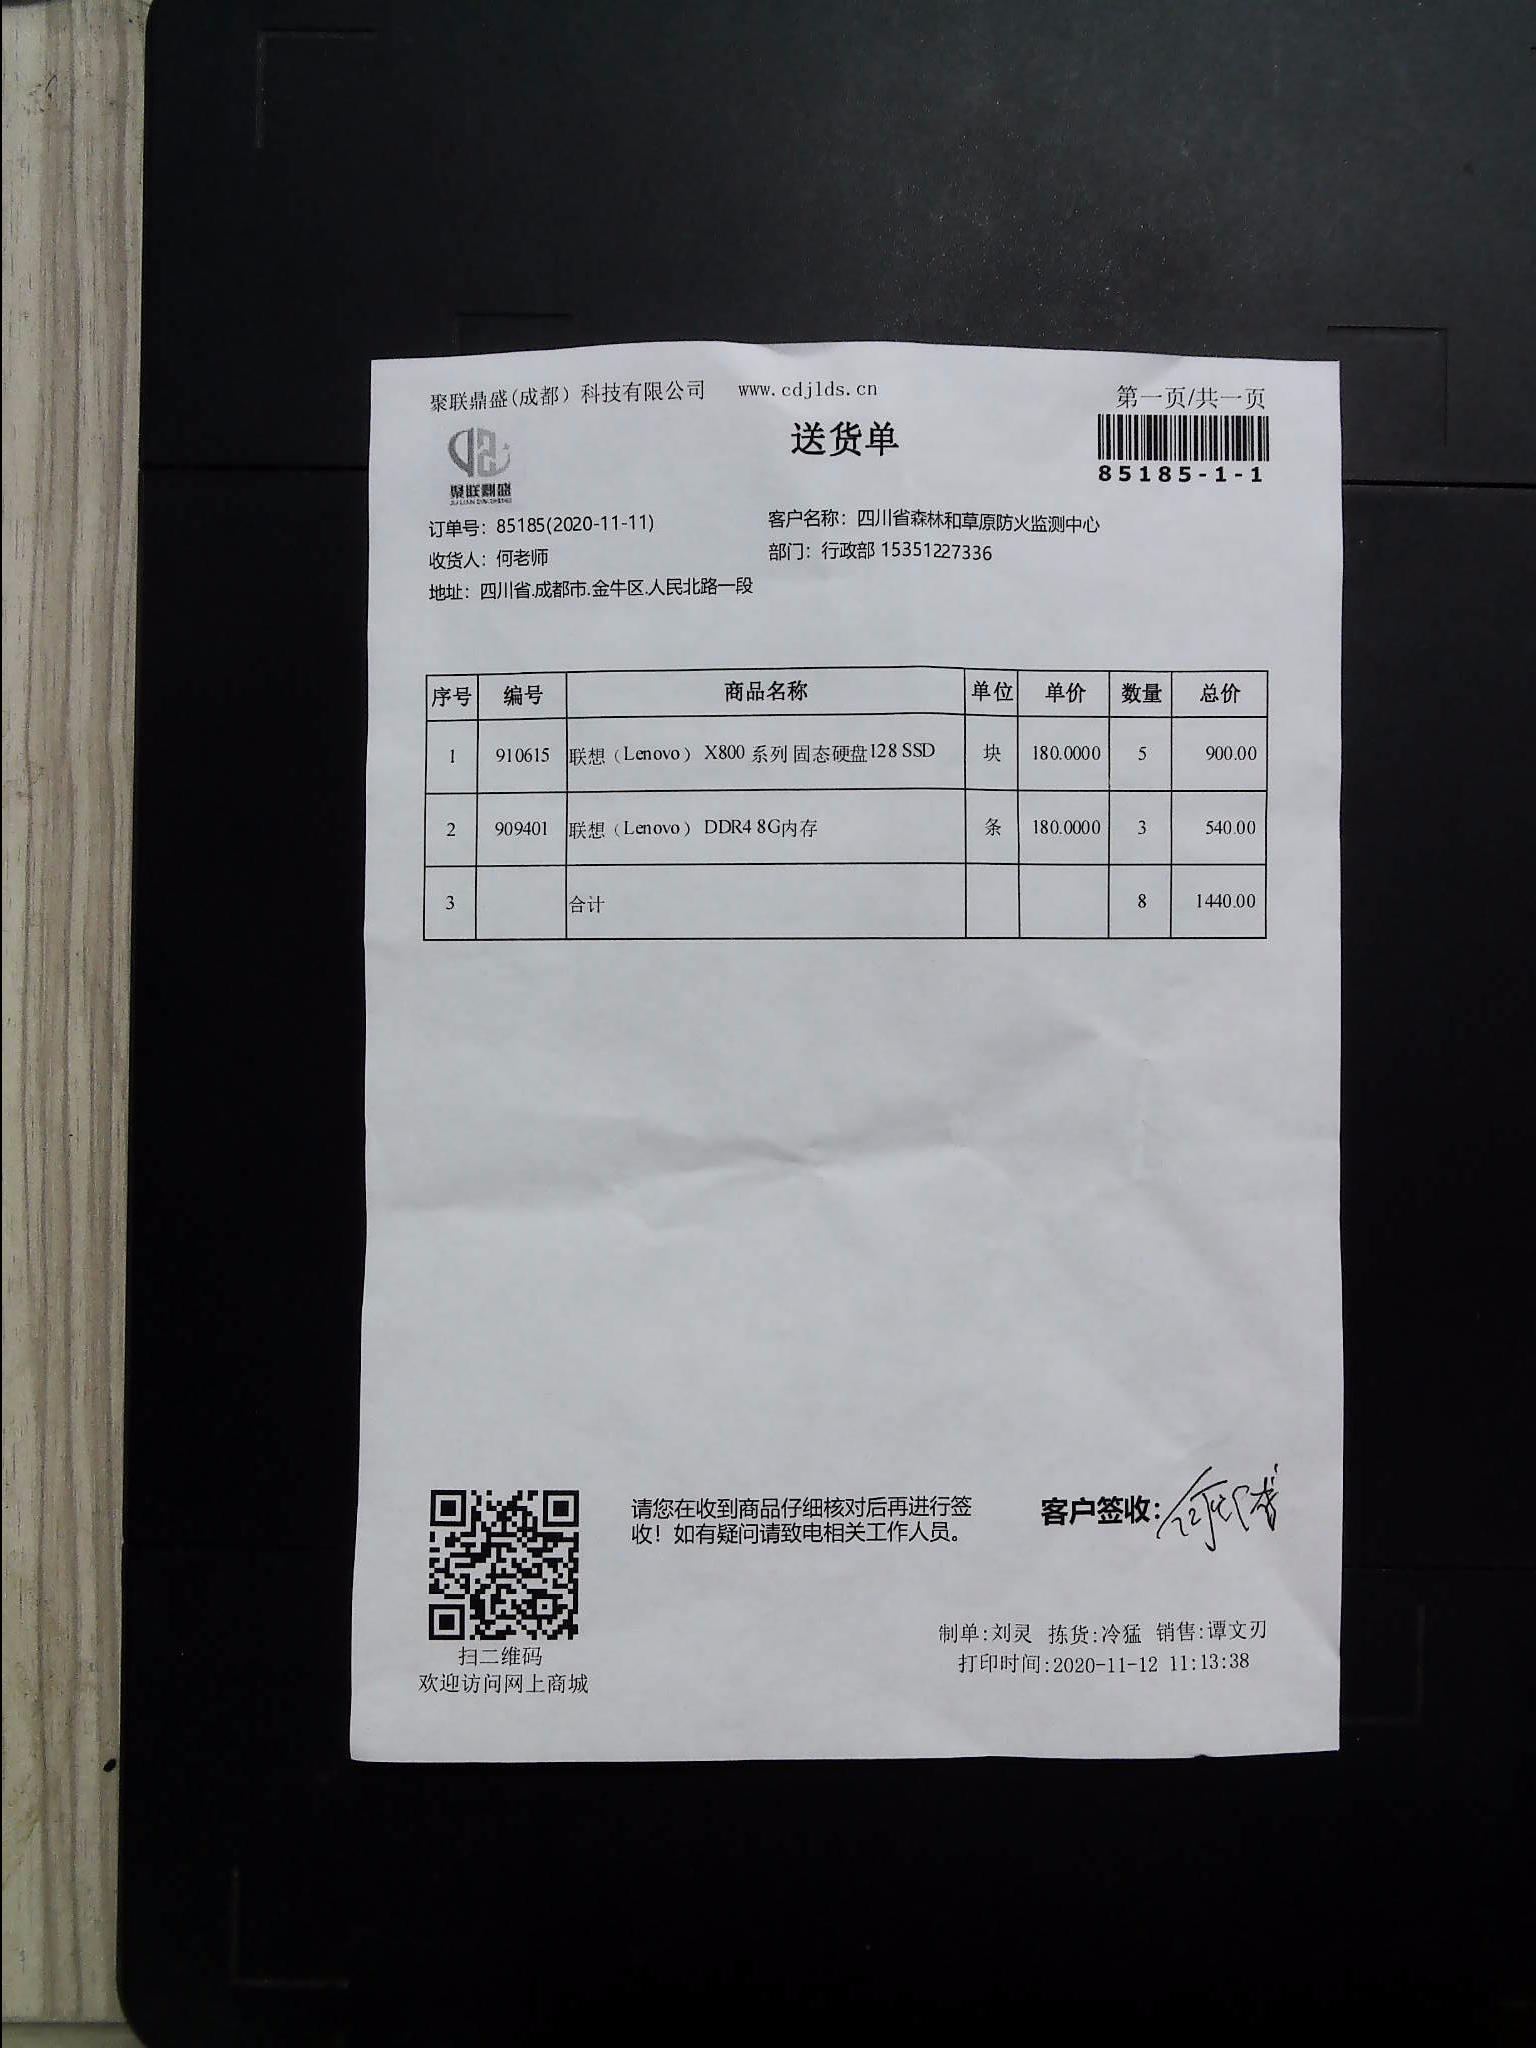 聚联鼎盛(成都）科技有限公司 www.cdjlds.cn
第一页/共一页
送货单
85185-1-1
聚联鼎盛
订单号：85185(2020-11-11)
客户名称：四川省森林和草原防火监测中心
收货人：何老师
部门：行政部 15351227336
地址：四川省.成都市.金牛区.人民北路一段
序号 编号 商品名称 单位 单价 数量 总价
1 910615 联想（Lenovo） X800 系列 固态硬盘128 SSD 块 180.0000 5 900.00
2 909401 联想（Lenovo） DDR4 8G内存 条 180.0000 3 540.00
3 合计 8 1440.00
请您在收到商品仔细核对后再进行签
收！如有疑问请致电相关工作人员。
客户签收：
制单:刘灵 拣货:冷猛 销售:谭文刃
打印时间:2020-11-12 11:13:38
扫二维码
欢迎访问网上商城